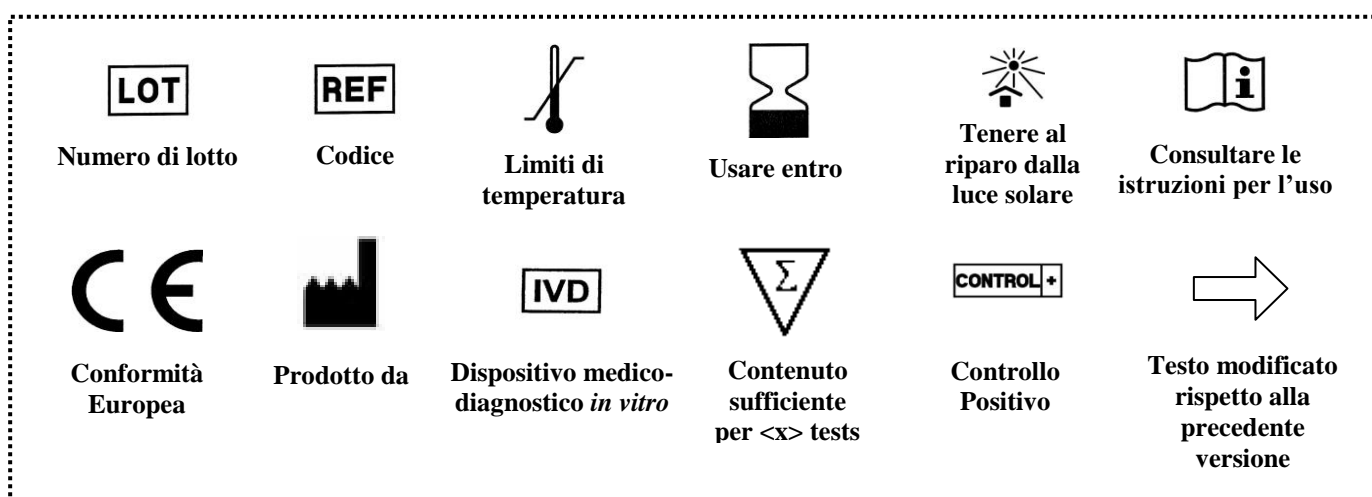 LOT
Numero di lotto
REF
Codice
Limiti di
temperatura
Usare entro
Tenere al
riparo dalla
luce solare
i
Consultare le
istruzioni per l’uso
CE
Conformità
Europea
Prodotto da
IVD
Dispositivo medico-
diagnostico in vitro
Σ
Contenuto
sufficiente
per <x> tests
CONTROL +
Controllo
Positivo
Testo modificato
rispetto alla
precedente
versione